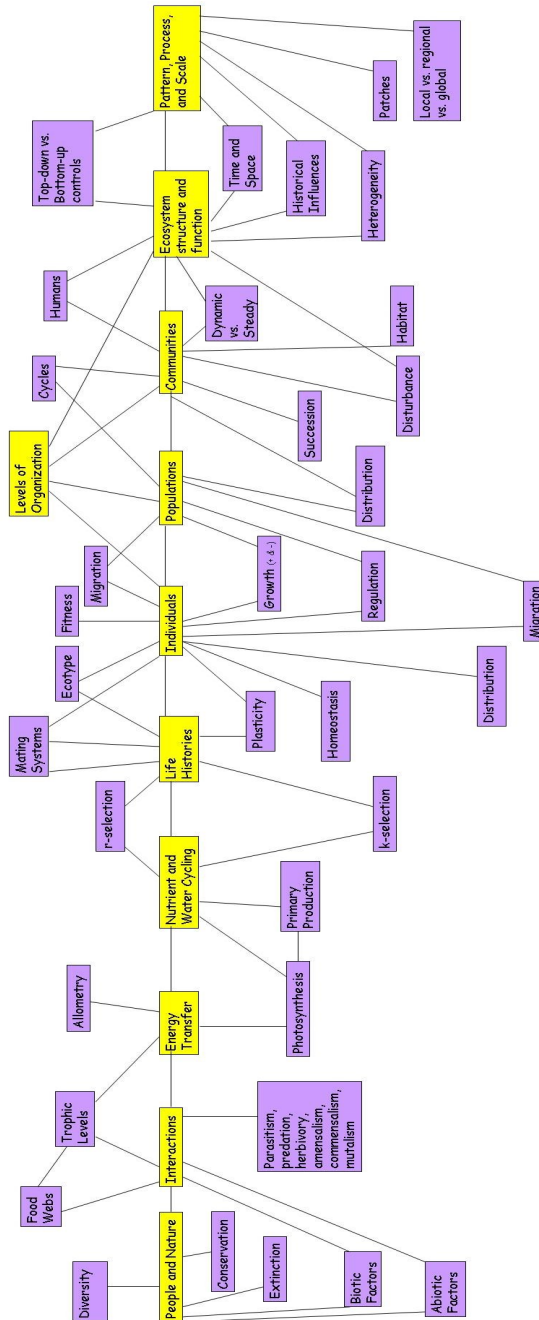 Diversity
Food
Webs
Trophic
Levels
Allometry
r-selection
Mating
Systems
Ecotype
Fitness
Migration
Levels of
Organization
Cycles
Humans
Top-down vs.
Bottom-up
controls
People and Nature
Interactions
Energy
Transfer
Nutrient and
Water Cycling
Life
Histories
Individuals
Populations
Communities
Ecosystem
structure and
function
Pattern, Process,
and Scale
Conservation
Extinction
Biotic
Factors
Abiotic
Factors
Parasitism,
predation,
herbivory,
amensalism,
commensalism,
mutalism
Photosynthesis
Primary
Production
k-selection
Plasticity
Homeostasis
Distribution
Migration
Growth (+ & -)
Regulation
Distribution
Succession
Disturbance
Habitat
Dynamic
vs.
Steady
Time and
Space
Historical
Influences
Heterogeneity
Patches
Local vs. regional
vs. global